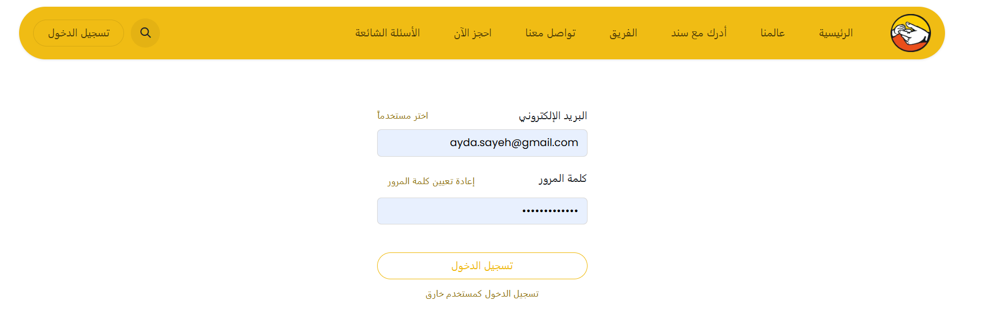 الرئيسية
عالمنا
أدرك مع سند
الفريق
تواصل معنا
احجز الآن
الأسئلة الشائعة
تسجيل الدخول
البريد الإلكتروني
اختر مستخدماً
ayda.sayeh@gmail.com
كلمة المرور
إعادة تعيين كلمة المرور
•••••••••••••
تسجيل الدخول
تسجيل الدخول كمستخدم خارق